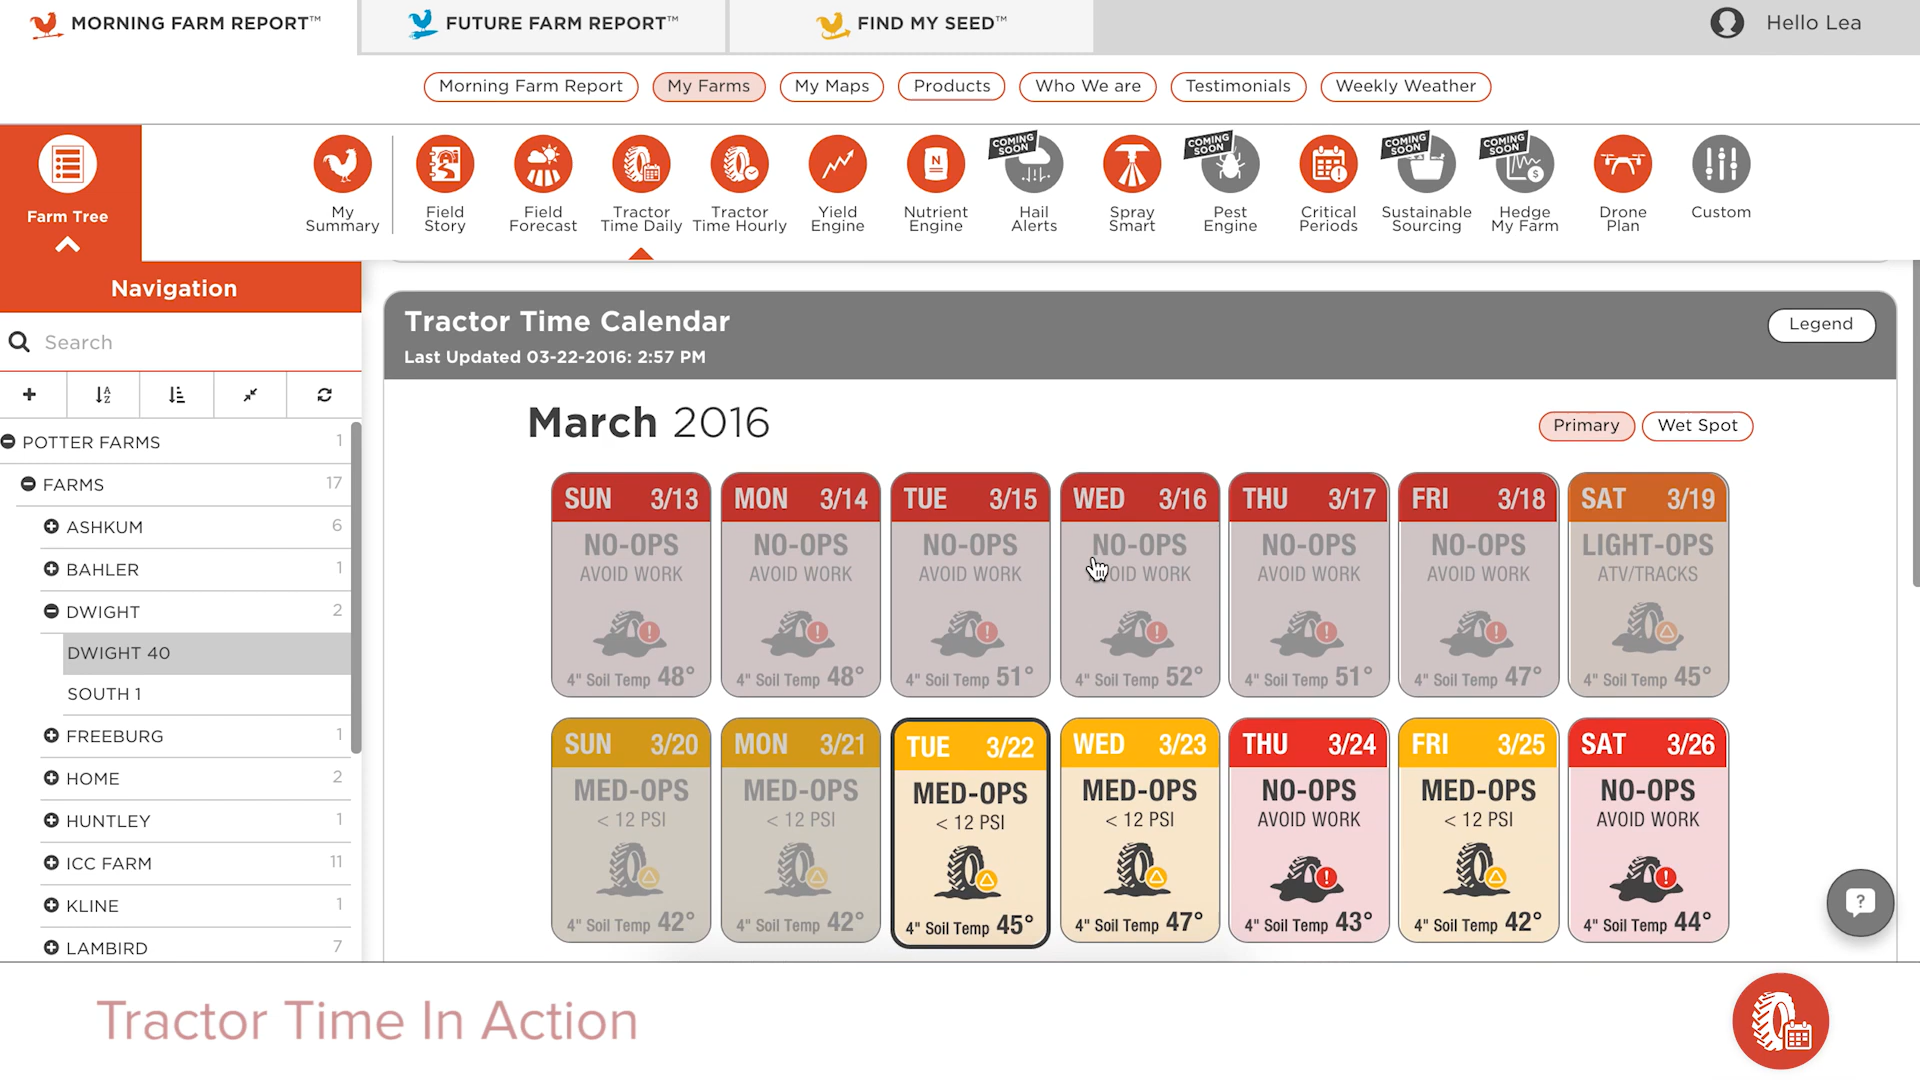 MORNING FARM REPORT™
FUTURE FARM REPORT™
FIND MY SEED™
Hello Lea
Morning Farm Report
My Farms
My Maps
Products
Who We are
Testimonials
Weekly Weather
Farm Tree
My
Summary
Field
Story
Field
Forecast
Tractor
Time Daily
Tractor
Time Hourly
Yield
Engine
N
Nutrient
Engine
COMING
SOON
Hail
Alerts
Spray
Smart
COMING
SOON
Pest
Engine
Critical
Periods
COMING
SOON
Sustainable
Sourcing
COMING
SOON
$
Hedge
My Farm
Drone
Plan
Custom
Navigation
Search
A
Z
POTTER FARMS 1
FARMS 17
ASHKUM 6
BAHLER 1
DWIGHT 2
DWIGHT 40
SOUTH 1
FREEBURG 1
HOME 2
HUNTLEY 1
ICC FARM 11
KLINE 1
LAMBIRD 7
Tractor Time Calendar
Last Updated 03-22-2016: 2:57 PM
Legend
March 2016
Primary
Wet Spot
SUN 3/13
NO-OPS
AVOID WORK
!
4" Soil Temp 48°
MON 3/14
NO-OPS
AVOID WORK
!
4" Soil Temp 48°
TUE 3/15
NO-OPS
AVOID WORK
!
4" Soil Temp 51°
WED 3/16
NO-OPS
AVOID WORK
!
4" Soil Temp 52°
THU 3/17
NO-OPS
AVOID WORK
!
4" Soil Temp 51°
FRI 3/18
NO-OPS
AVOID WORK
!
4" Soil Temp 47°
SAT 3/19
LIGHT-OPS
ATV/TRACKS
4" Soil Temp 45°
SUN 3/20
MED-OPS
< 12 PSI
4" Soil Temp 42°
MON 3/21
MED-OPS
< 12 PSI
4" Soil Temp 42°
TUE 3/22
MED-OPS
< 12 PSI
4" Soil Temp 45°
WED 3/23
MED-OPS
< 12 PSI
4" Soil Temp 47°
THU 3/24
NO-OPS
AVOID WORK
!
4" Soil Temp 43°
FRI 3/25
MED-OPS
< 12 PSI
4" Soil Temp 42°
SAT 3/26
NO-OPS
AVOID WORK
!
4" Soil Temp 44°
?
Tractor Time In Action